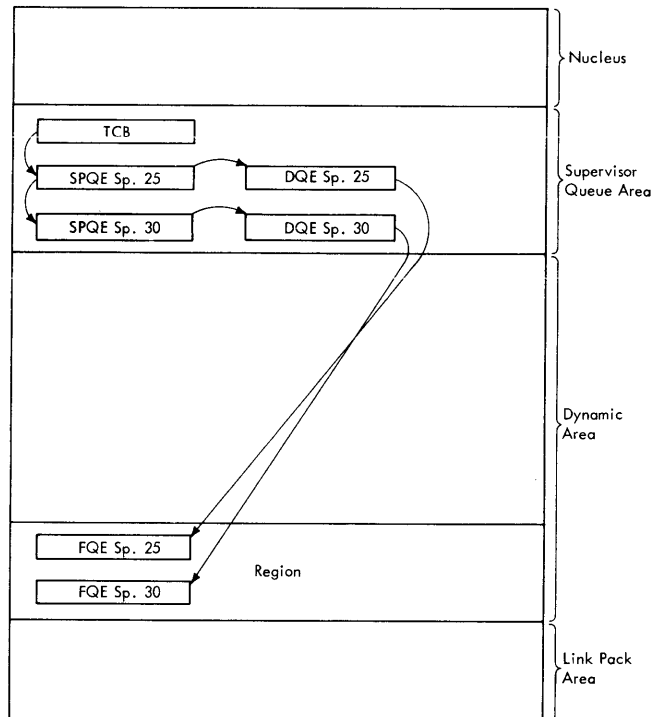 Nucleus
TCB
SPQE Sp. 25
DQE Sp. 25
Supervisor
Queue Area
SPQE Sp. 30
DQE Sp. 30
Dynamic
Area
FQE Sp. 25
Region
FQE Sp. 30
Link Pack
Area